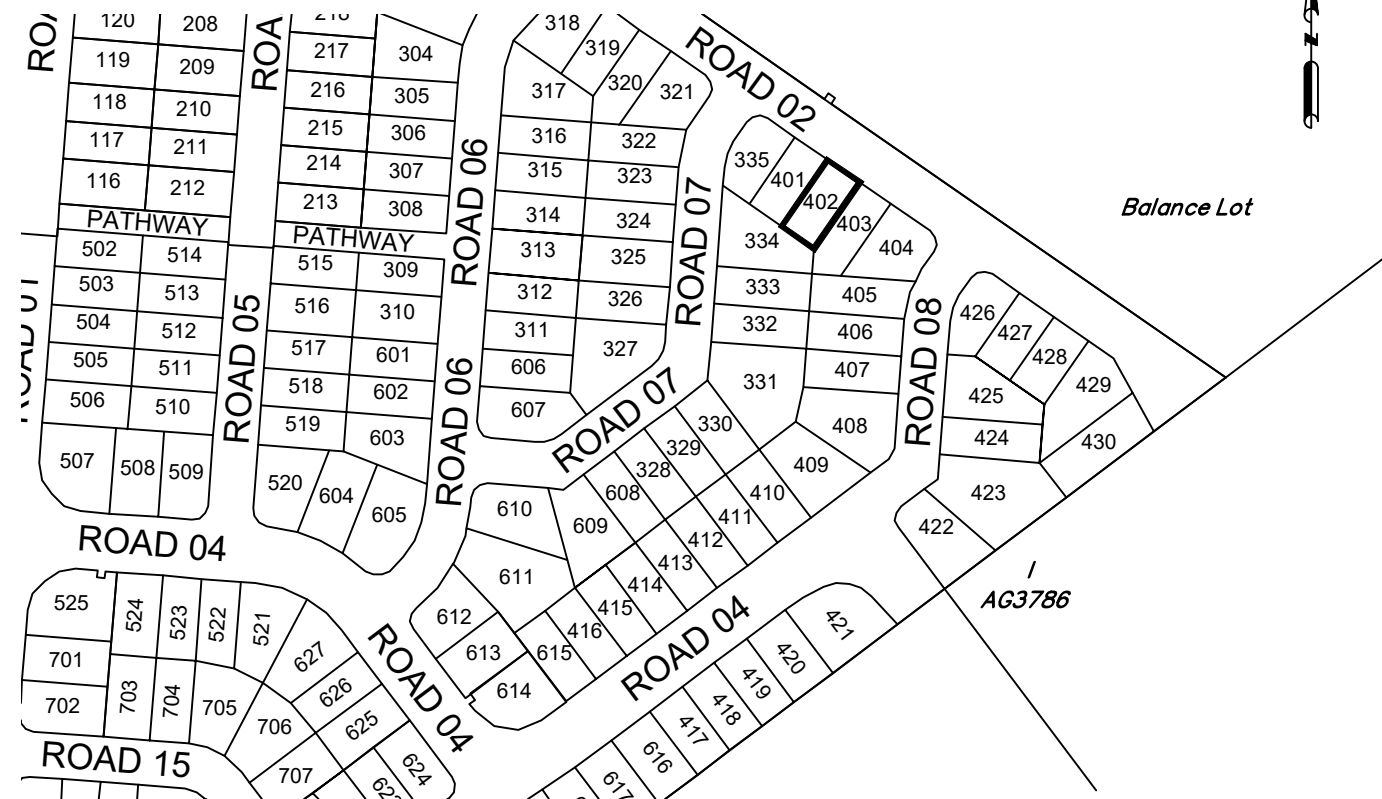 120 208 218 318
ROA ROA
119 209 217 304 319
ROAD 02
118 210 216 305 317 320 321
117 211 215 306 316 322
116 212 214 307 315 323 335 401
213 308 314 324 334 402 403 404
Balance Lot
PATHWAY
PATHWAY
ROAD 06
ROAD 07
N
502 514 515 309 313 325
503 513 516 310 312 326 333 405
504 512 517 601 311 327 332 406
505 511 518 602 606 331 407
506 510 519 603 607 408
426 427 428 429
425 424 430
ROAD 01
ROAD 05
ROAD 06
ROAD 07
ROAD 08
507 508 509 520 604 605
610 609 608 328 329 330
409 410 411 412 413 414 415 416
423 422
ROAD 04
611 612 613 614 615
1
AG3786
525 524 523 522 521 627
701 702 703 704 705 706 626 625
ROAD 04
ROAD 04
421 420 419 418 417 616 617
ROAD 15
707 624